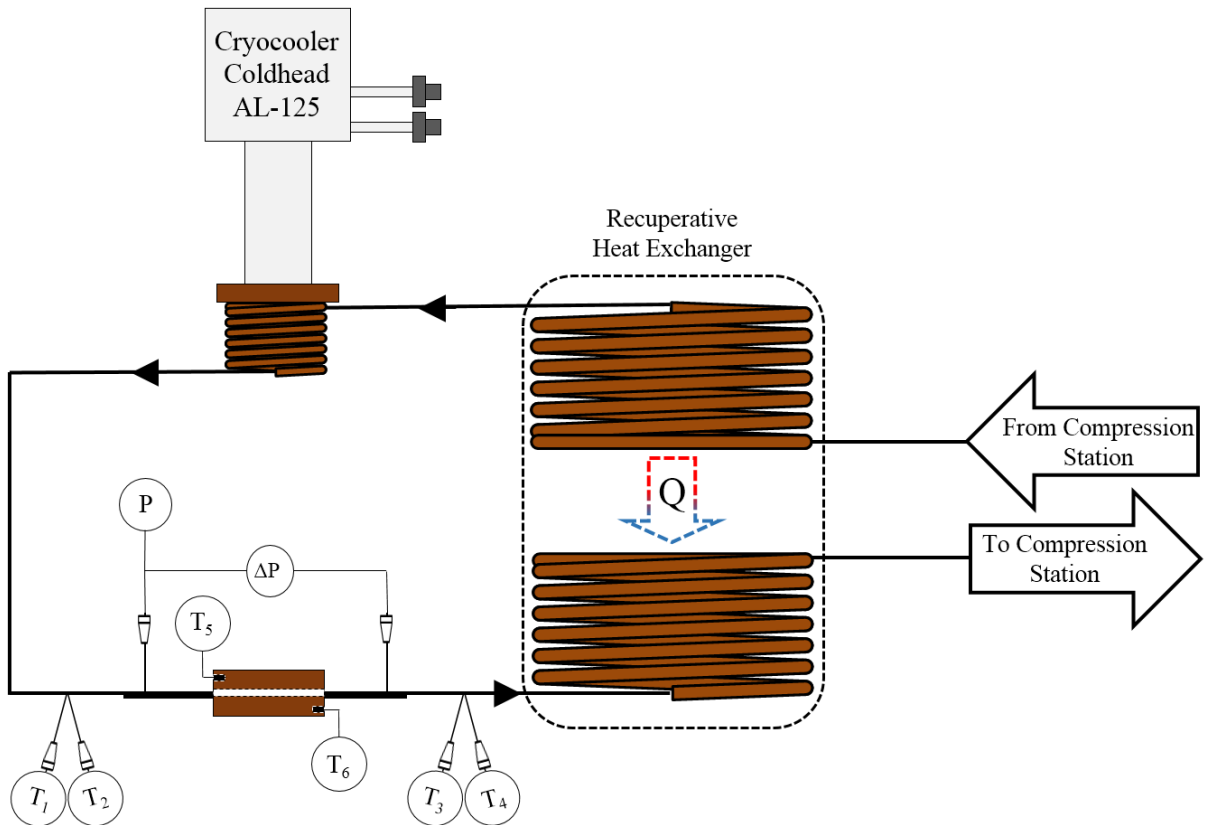 Cryocooler
Coldhead
AL-125
Recuperative
Heat Exchanger
From Compression
Station
Q
P
To Compression
Station
ΔP
T5
T6
T1
T2
T3
T4